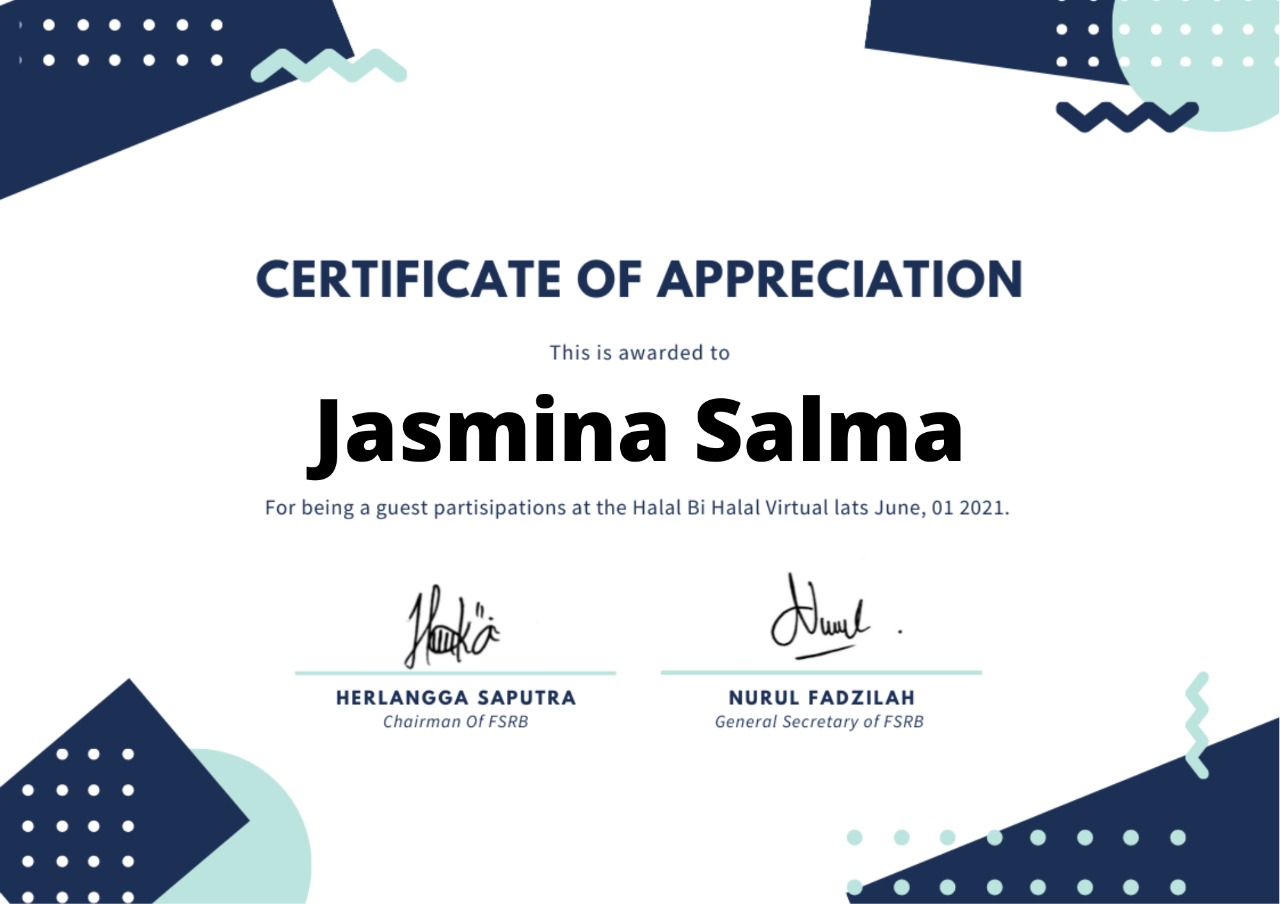 CERTIFICATE OF APPRECIATION
This is awarded to
Jasmina Salma
For being a guest partisipations at the Halal Bi Halal Virtual lats June, 01 2021.
HERLANGGA SAPUTRA
Chairman Of FSRB
NURUL FADZILAH
General Secretary of FSRB